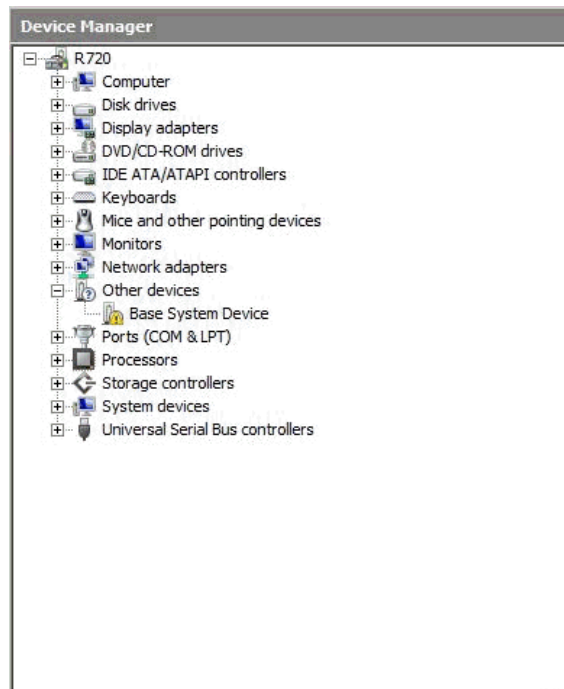 Device Manager
R720
Computer
Disk drives
Display adapters
DVD/CD-ROM drives
IDE ATA/ATAPI controllers
Keyboards
Mice and other pointing devices
Monitors
Network adapters
Other devices
Base System Device
Ports (COM & LPT)
Processors
Storage controllers
System devices
Universal Serial Bus controllers